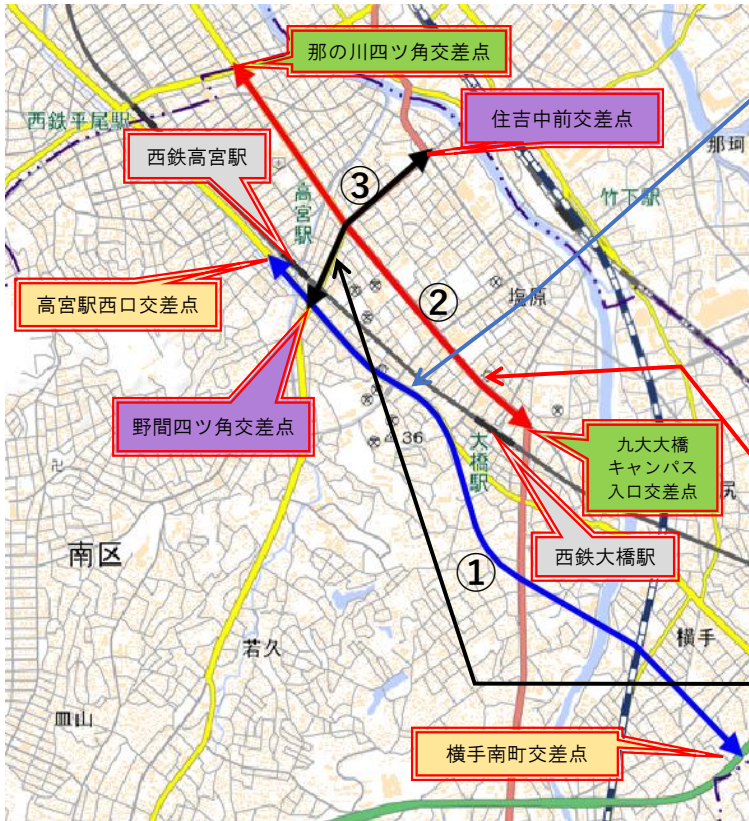 那の川四ツ角交差点
住吉中前交差点
西鉄平尾駅
西鉄高宮駅
那珂
③
高宮駅
竹下駅
高宮駅西口交差点
②
塩原
野間四ツ角交差点
36
大橋駅
九大大橋
キャンパス
入口交差点
尻
南区
①
西鉄大橋駅
横手
若久
皿山
横手南町交差点